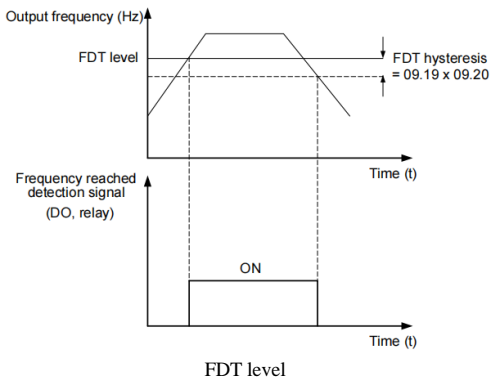 Output frequency (Hz)
FDT level
FDT hysteresis
= 09.19 x 09.20
Time (t)
Frequency reached
detection signal
(DO, relay)
ON
Time (t)
FDT level